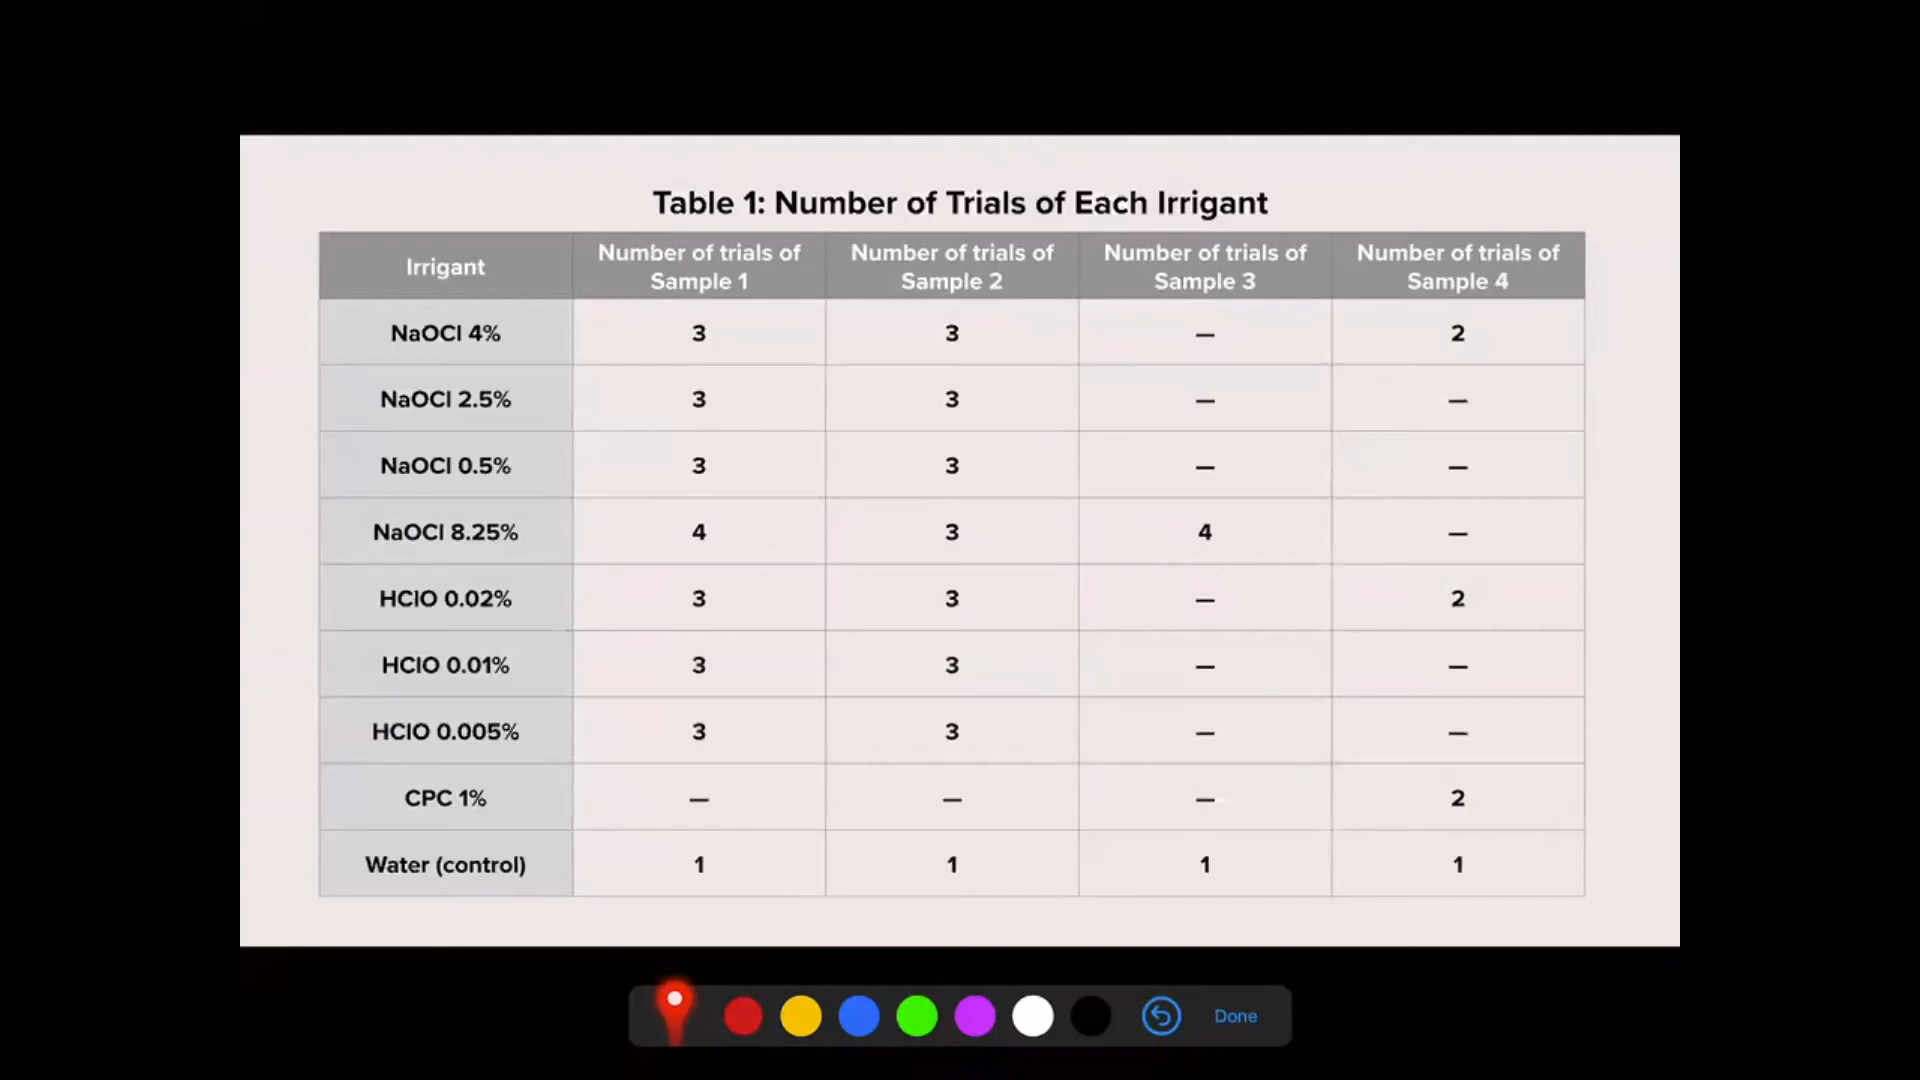 Table 1: Number of Trials of Each Irrigant
Irrigant Number of trials of Sample 1 Number of trials of Sample 2 Number of trials of Sample 3 Number of trials of Sample 4
NaOCl 4% 3 3 — 2
NaOCl 2.5% 3 3 — —
NaOCl 0.5% 3 3 — —
NaOCl 8.25% 4 3 4 —
HClO 0.02% 3 3 — 2
HClO 0.01% 3 3 — —
HClO 0.005% 3 3 — —
CPC 1% — — — 2
Water (control) 1 1 1 1
Done